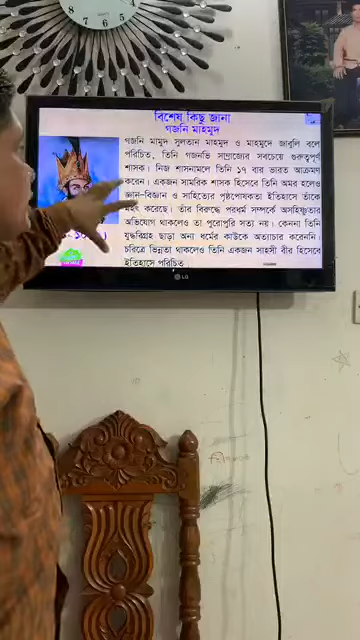 বিশেষ কিছু জানা
গজনি মাহমুদ
গজনি মামুদ সুলতান মাহমুদ ও মাহমুদে জাবুলি বলে
পরিচিত, তিনি গজনভি সাম্রাজ্যের সবচেয়ে গুরুত্বপূর্ণ
শাসক। নিজ শাসনামলে তিনি ১৭ বার ভারত আক্রমণ
করেন। একজন সামরিক শাসক হিসেবে তিনি অমর হলেও
জ্ঞান-বিজ্ঞান ও সাহিত্যের পৃষ্ঠপোষকতা ইতিহাসে তাঁকে
করেছে। তাঁর বিরুদ্ধে পরধর্ম সম্পর্কে অসহিষ্ণুতার
অভিযোগ থাকলেও তা পুরোপুরি সত্য নয়। কেননা তিনি
যুদ্ধবিগ্রহ ছাড়া অন্য ধর্মের কাউকে অত্যাচার করেননি।
চরিত্রে ভিন্নতা থাকলেও তিনি একজন সাহসী বীর হিসেবে
ইতিহাসে পরিচিত
LG